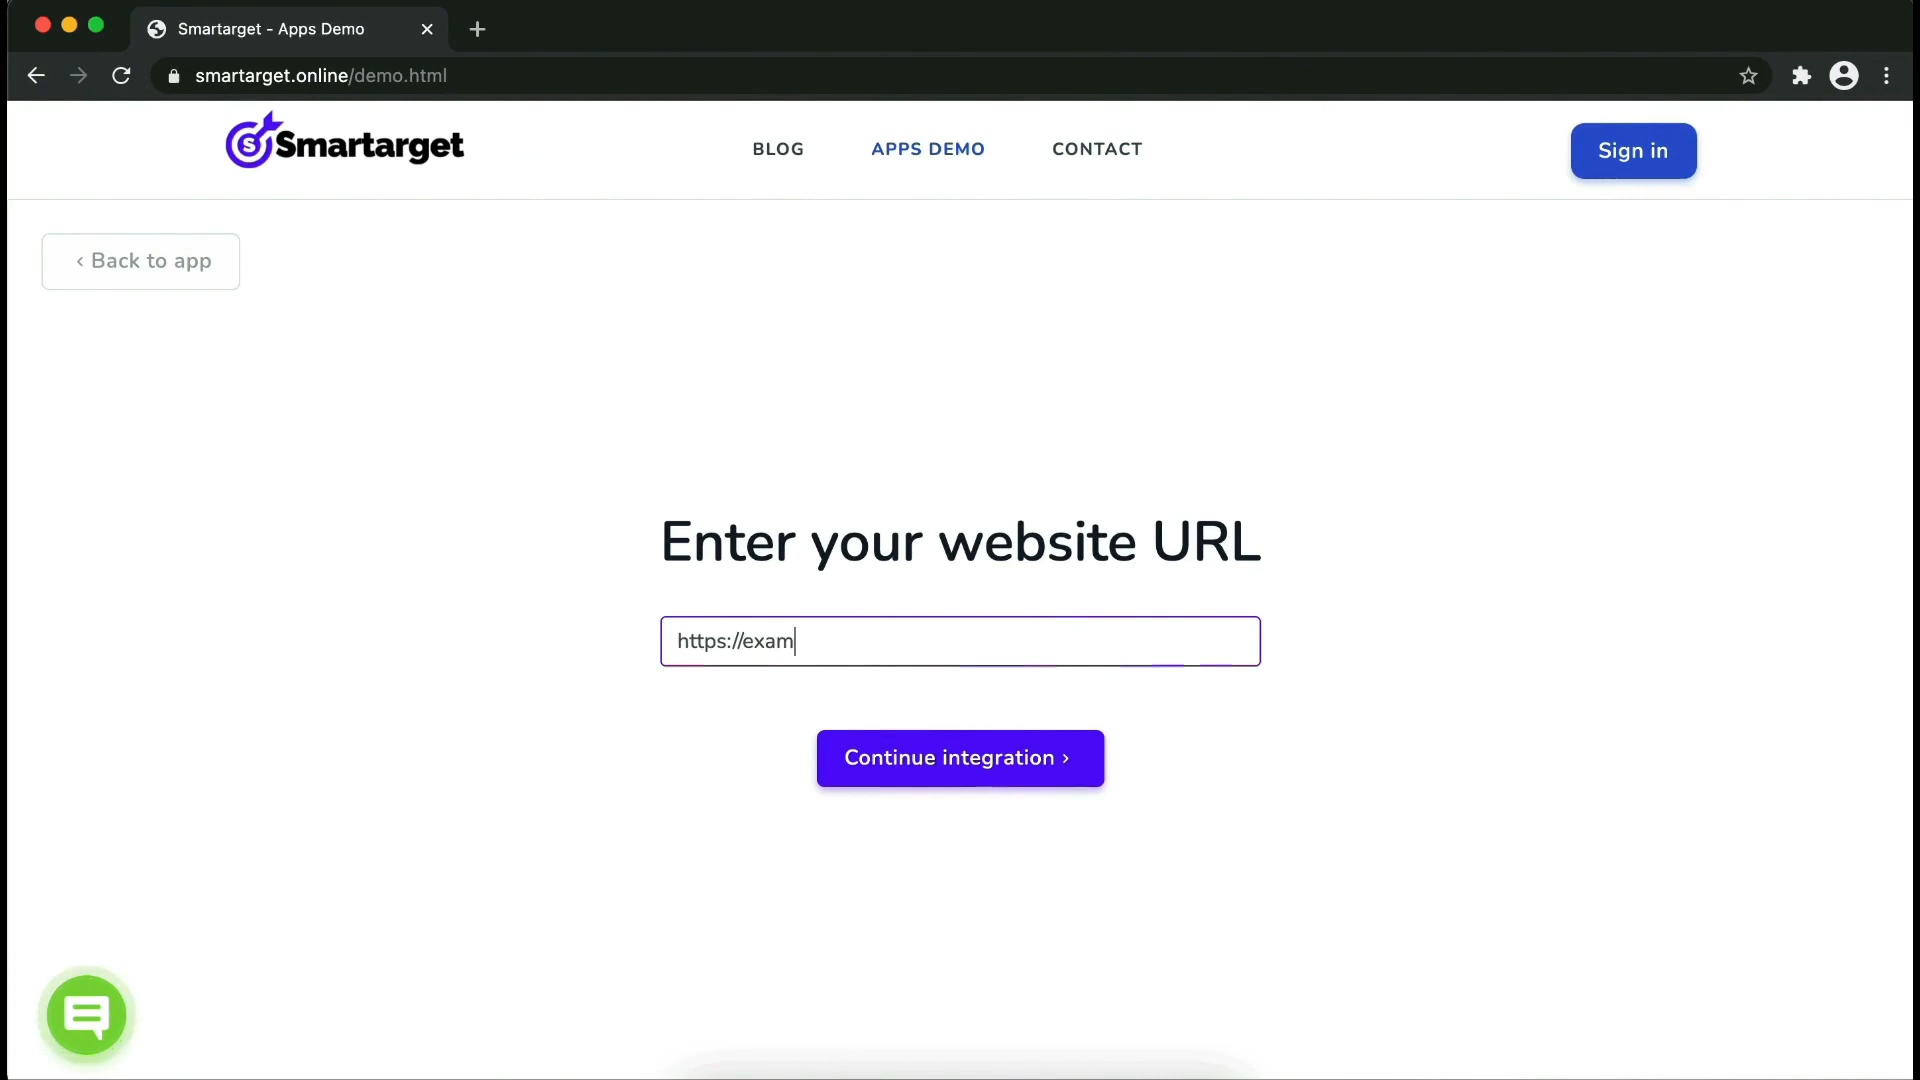 Smartarget - Apps Demo
smartarget.online/demo.html
Smartarget
BLOG
APPS DEMO
CONTACT
Sign in
‹ Back to app
Enter your website URL
https://exam
Continue integration ›